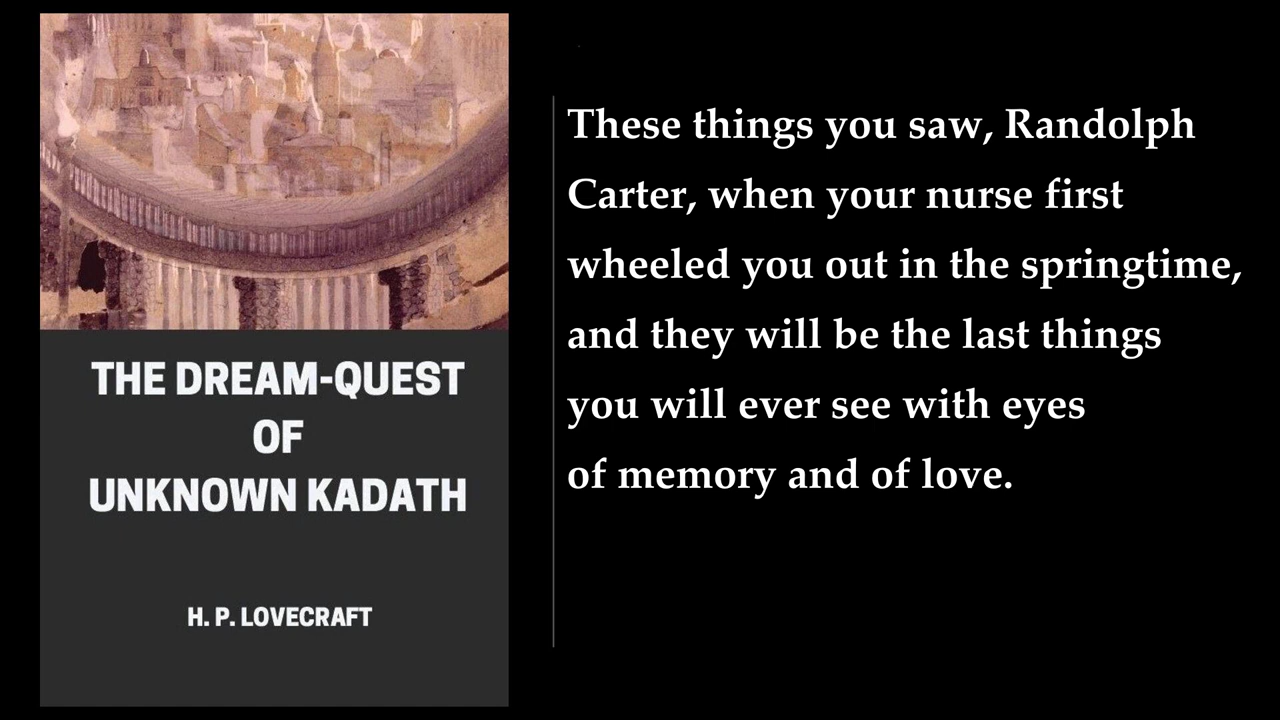 THE DREAM-QUEST
OF
UNKNOWN KADATH
H. P. LOVECRAFT
These things you saw, Randolph
Carter, when your nurse first
wheeled you out in the springtime,
and they will be the last things
you will ever see with eyes
of memory and of love.